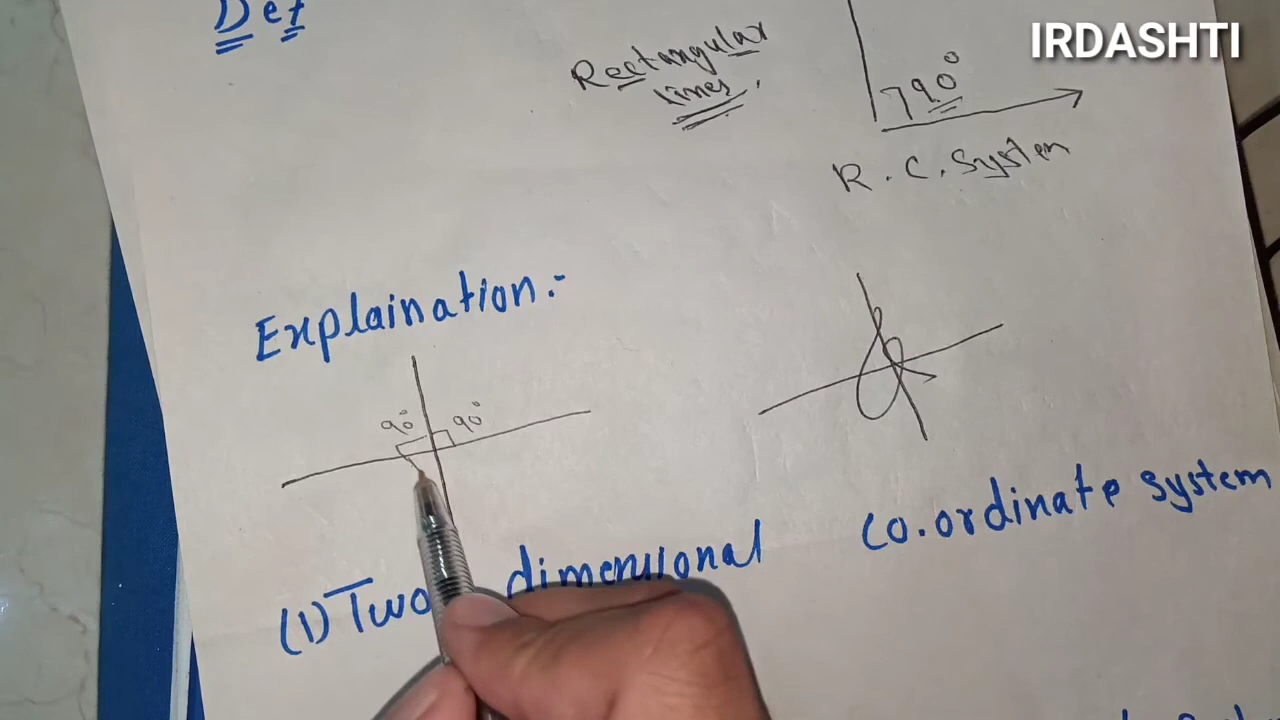 Def
IRDASHTI
Rectangular
lines.
90°
R.C. System
Explaination:-
90°
90°
(1) Two dimensional co.ordinate system